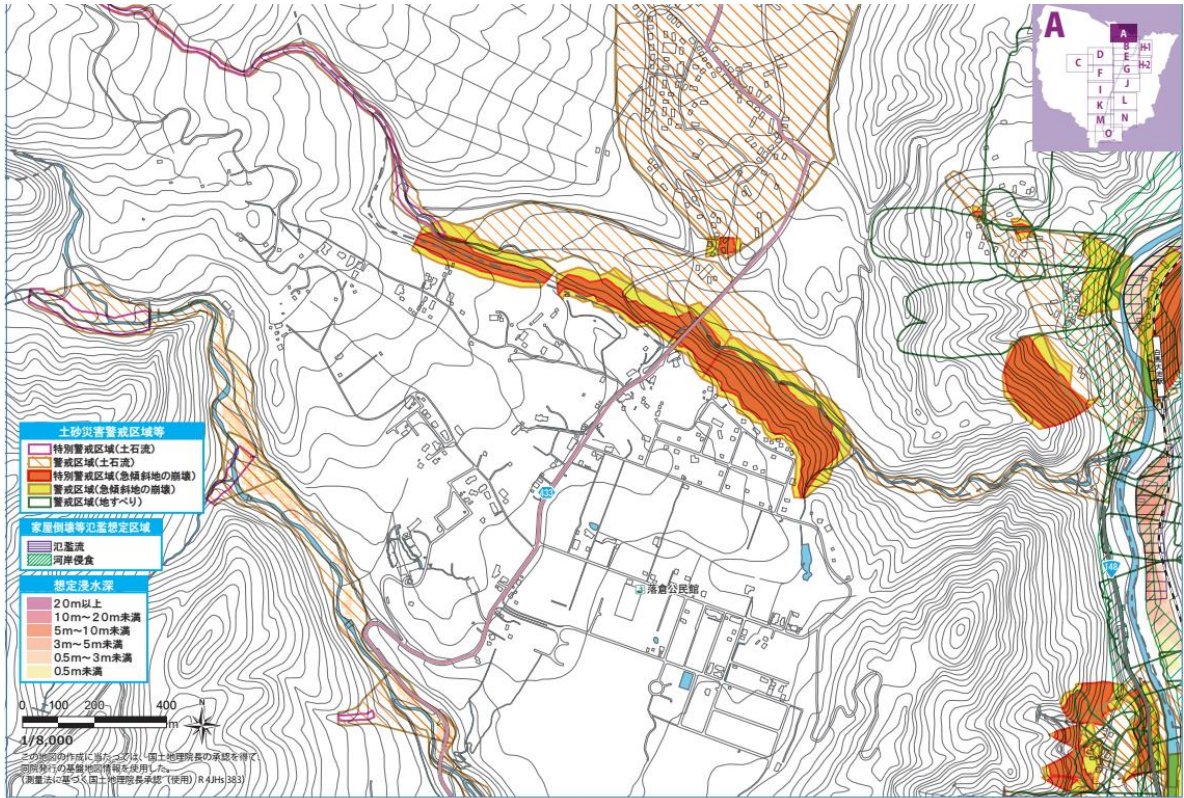 A
A
B
H-1
C
D
E
H-2
F
G
I
J
K
L
M
N
O
白馬大池駅
433
148
落倉公民館
土砂災害警戒区域等
特別警戒区域(土石流)
警戒区域(土石流)
特別警戒区域(急傾斜地の崩壊)
警戒区域(急傾斜地の崩壊)
警戒区域(地すべり)
家屋倒壊等氾濫想定区域
氾濫流
河岸侵食
想定浸水深
20m以上
10m～20m未満
5m～10m未満
3m～5m未満
0.5m～3m未満
0.5m未満
0 100 200 400
m
N
1/8,000
この地図の作成に当たっては、国土地理院長の承認を得て、
同院発行の基盤地図情報を使用した。
(測量法に基づく国土地理院長承認（使用）R 4JHs 383)